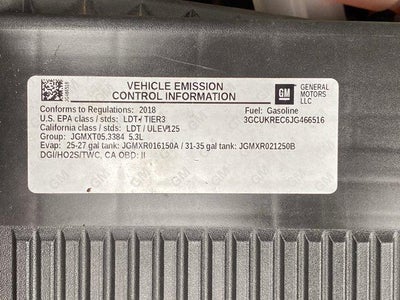 VEHICLE EMISSION
CONTROL INFORMATION
GM
GENERAL
MOTORS
LLC
Conforms to Regulations: 2018
Fuel: Gasoline
U.S. EPA class / stds: LDT4 TIER3
3GCUKREC6JG466516
California class / stds: LDT / ULEV125
Group: JGMXT05.3384 5.3L
Evap: 25-27 gal tank: JGMXR016150A / 31-35 gal tank: JGMXR021250B
DGI/HO2S/TWC, CA OBD: II